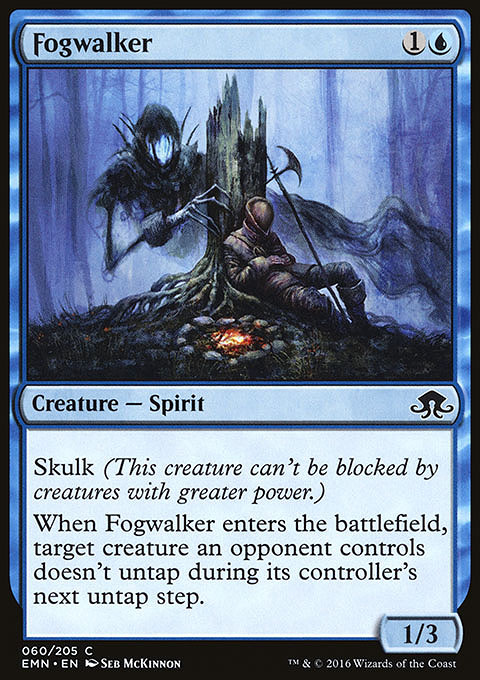 Fogwalker 1
Creature — Spirit
Skulk (This creature can't be blocked by
creatures with greater power.)
When Fogwalker enters the battlefield,
target creature an opponent controls
doesn't untap during its controller's
next untap step.
1/3
060/205 C
EMN • EN Seb McKinnon
™ & © 2016 Wizards of the Coast